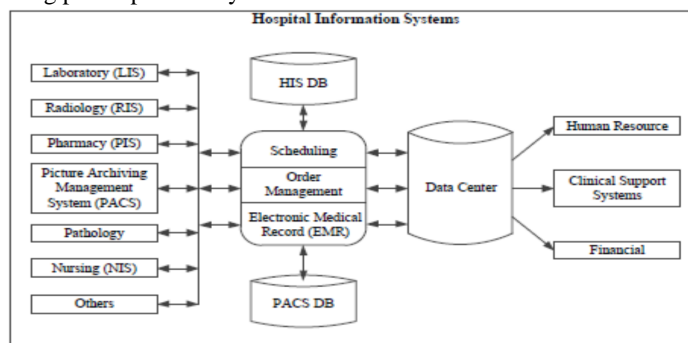 Hospital Information Systems
Laboratory (LIS)
Radiology (RIS)
Pharmacy (PIS)
Picture Archiving
Management
System (PACS)
Pathology
Nursing (NIS)
Others
HIS DB
Scheduling
Order
Management
Electronic Medical
Record (EMR)
PACS DB
Data Center
Human Resource
Clinical Support
Systems
Financial